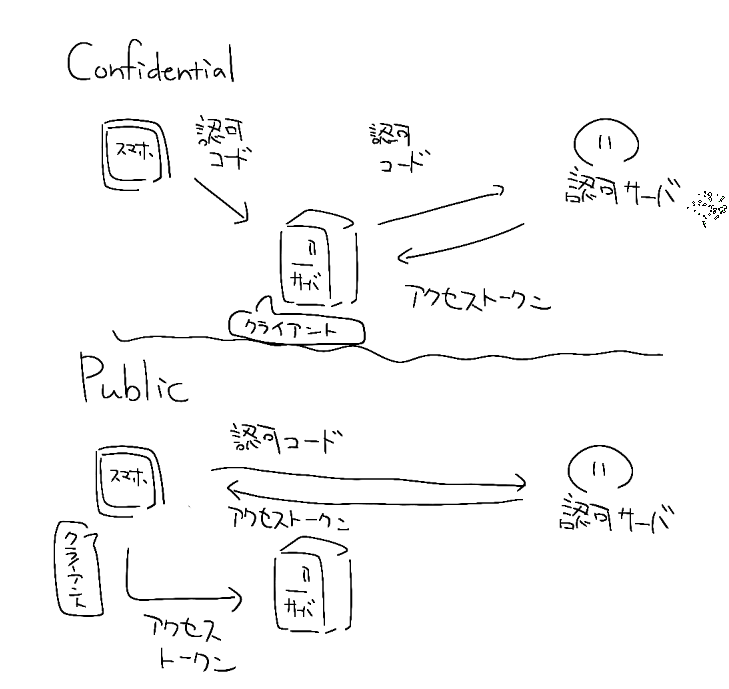 Confidential
スマホ
認可
コード
認可
コード
認可サーバ
サーバ
アクセストークン
クライアント
Public
認可コード
スマホ
認可サーバ
アクセストークン
クライアント
サーバ
アクセス
トークン